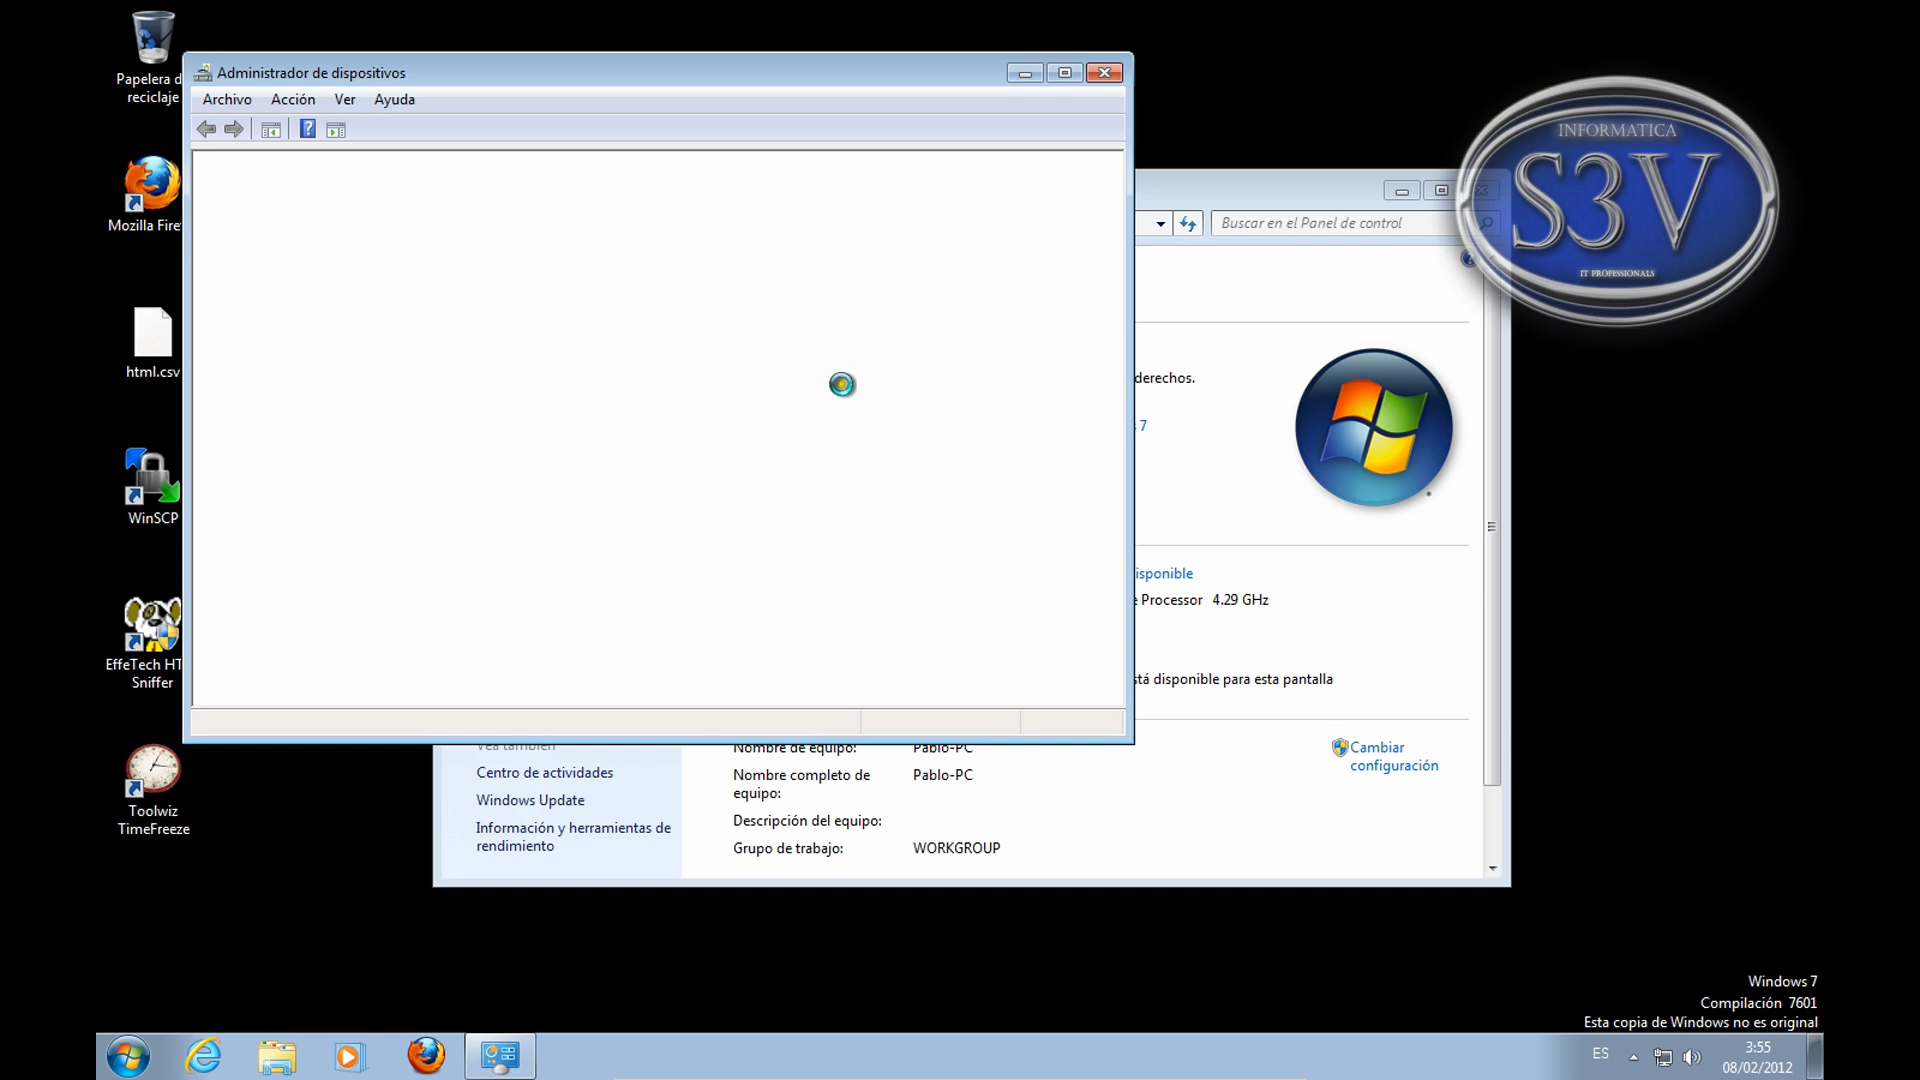 Papelera d
reciclaje
Mozilla Fire
html.csv
WinSCP
EffeTech HT
Sniffer
Toolwiz
TimeFreeze
Administrador de dispositivos
Archivo Acción Ver Ayuda
Buscar en el Panel de control
INFORMATICA
S3V
IT PROFESSIONALS
derechos.
7
isponible
e Processor 4.29 GHz
tá disponible para esta pantalla
Vea también
Centro de actividades
Windows Update
Información y herramientas de
rendimiento
Nombre de equipo: Pablo-PC
Nombre completo de Pablo-PC
equipo:
Descripción del equipo:
Grupo de trabajo: WORKGROUP
Cambiar
configuración
Windows 7
Compilación 7601
Esta copia de Windows no es original
ES
3:55
08/02/2012